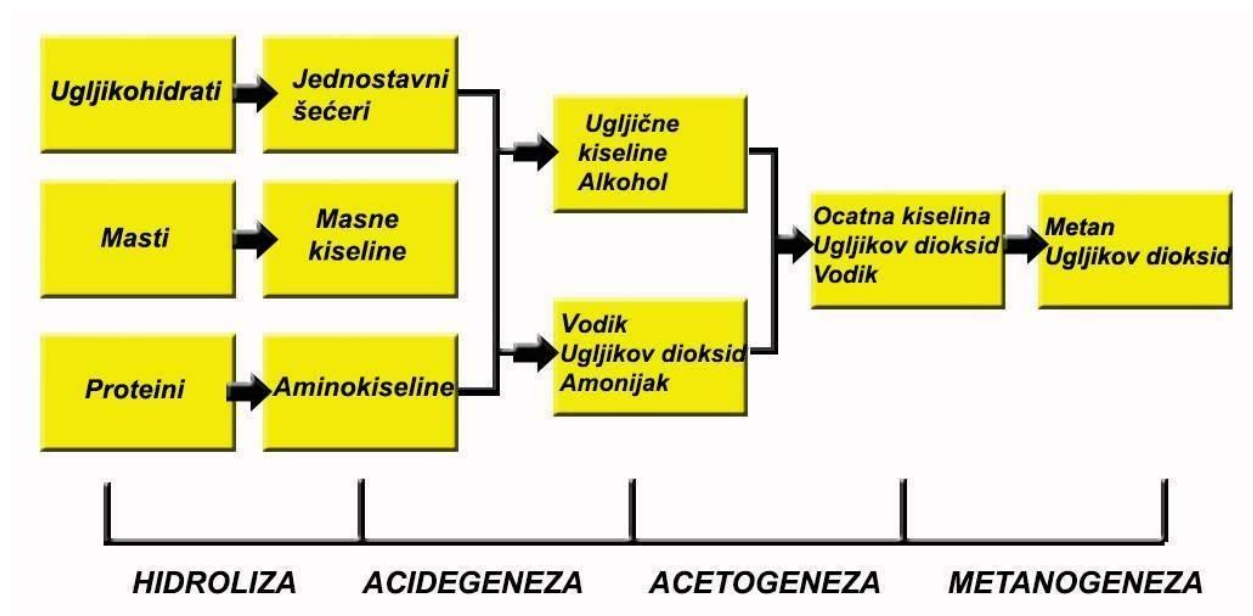 Ugljikohidrati
Jednostavni
šećeri
Masti
Masne
kiseline
Proteini
Aminokiseline
Ugljične
kiseline
Alkohol
Vodik
Ugljikov dioksid
Amonijak
Ocatna kiselina
Ugljikov dioksid
Vodik
Metan
Ugljikov dioksid
HIDROLIZA
ACIDEGENEZA
ACETOGENEZA
METANOGENEZA